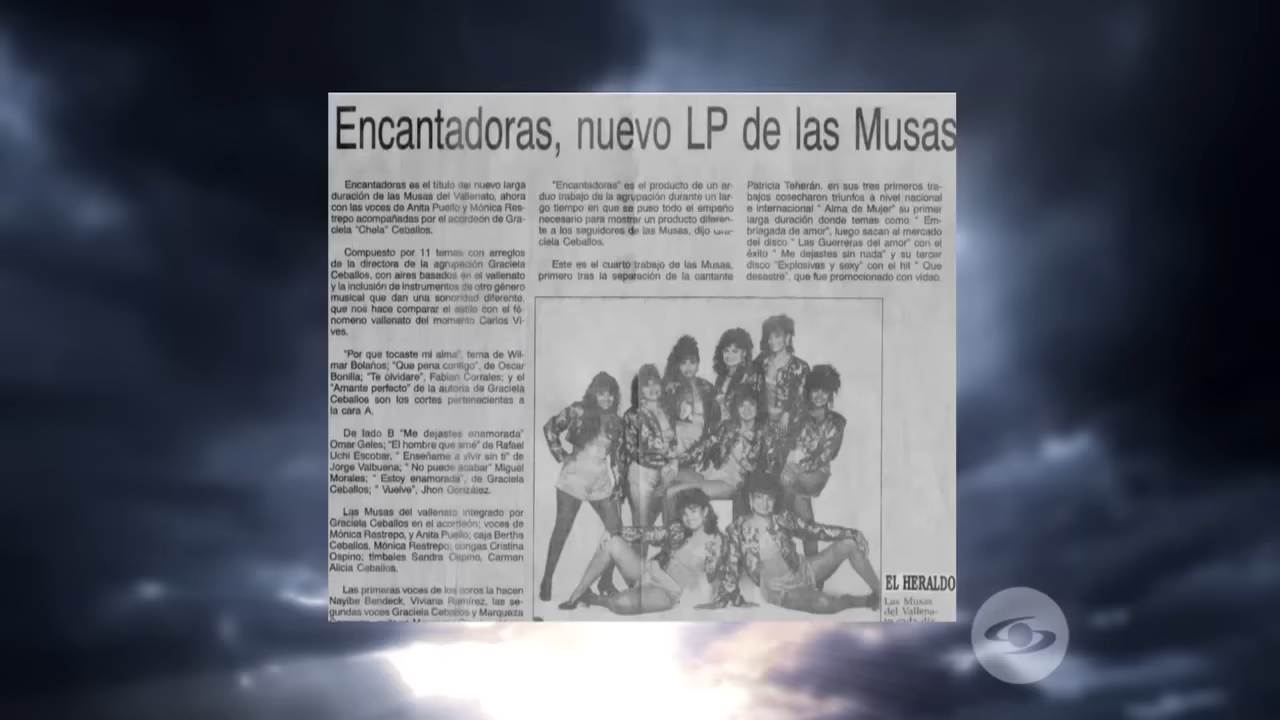 Encantadoras, nuevo LP de las Musas
Encantadoras es el título del nuevo larga
duración de las Musas del Vallenato, ahora
con las voces de Anita Puello y Mónica Res-
trepo acompañadas por el acordeón de Gra-
ciela "Chela" Ceballos.
Compuesto por 11 temas con arreglos
de la directora de la agrupación Graciela
Ceballos, con aires basados en el vallenato
y la inclusión de instrumentos de otro género
musical que dan una sonoridad diferente,
que nos hace comparar el estilo con el fé-
nomeno vallenato del momento Carlos Vi-
ves.
"Por que tocaste mi alma", tema de Wil-
mar Bolaños; "Que pena contigo", de Oscar
Bonilla; "Te olvidare", Fabian Corrales; y el
"Amante perfecto" de la autoria de Graciela
Ceballos son los cortes pertenecientes a
la cara A.
De lado B "Me dejastes enamorada"
Omar Geles; "El hombre que amé" de Rafael
Uchi Escobar, " Enseñame a vivir sin ti" de
Jorge Valbuena; " No puede acabar" Miguel
Morales; " Estoy enamorada", de Graciela
Ceballos; " Vuelve", Jhon González.
Las Musas del vallenato integrado por
Graciela Ceballos en el acordeón; voces de
Mónica Restrepo, y Anita Puello; caja Bertha
Ceballos, Mónica Restrepo; congas Cristina
Ospino; timbales Sandra Ospino, Carmen
Alicia Ceballos.
Las primeras voces de los coros la hacen
Nayibe Bendeck, Viviana Ramírez, las se-
gundas voces Graciela Ceballos y Marqueza
"Encantadoras" es el producto de un ar-
duo trabajo de la agrupación durante un lar-
go tiempo en que se puso todo el empeño
necesario para mostrar un producto diferen-
te a los seguidores de las Musas, dijo
ciela Ceballos.
Este es el cuarto trabajo de las Musas,
primero tras la separación de la cantante
Patricia Teherán, en sus tres primeros tra-
bajos cosecharon triunfos a nivel nacional
e internacional " Alma de Mujer" su primer
larga duración donde temas como " Em-
briagada de amor", luego sacan al mercado
del disco " Las Guerreras del amor" con el
éxito " Me dejastes sin nada" y su tercer
disco "Explosivas y sexy" con el hit " Que
desastre", que fue promocionado con video.
EL HERALDO
Las Musas
del Vallena-